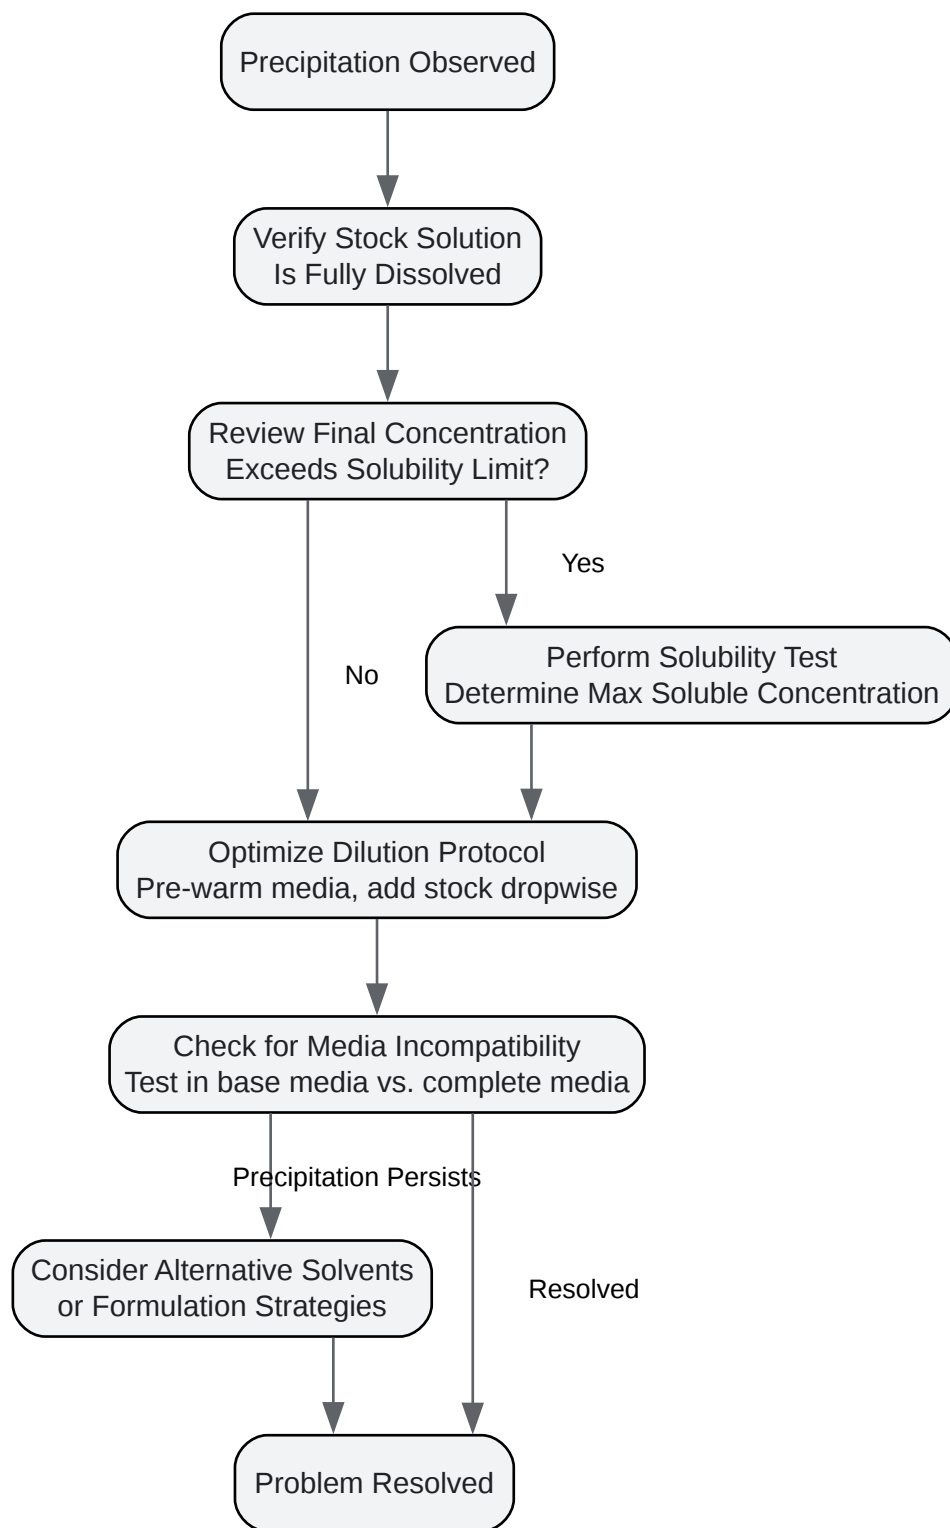 Precipitation Observed
Verify Stock Solution
Is Fully Dissolved
Review Final Concentration
Exceeds Solubility Limit?
Yes
No
Perform Solubility Test
Determine Max Soluble Concentration
Optimize Dilution Protocol
Pre-warm media, add stock dropwise
Check for Media Incompatibility
Test in base media vs. complete media
Precipitation Persists
Consider Alternative Solvents
or Formulation Strategies
Resolved
Problem Resolved